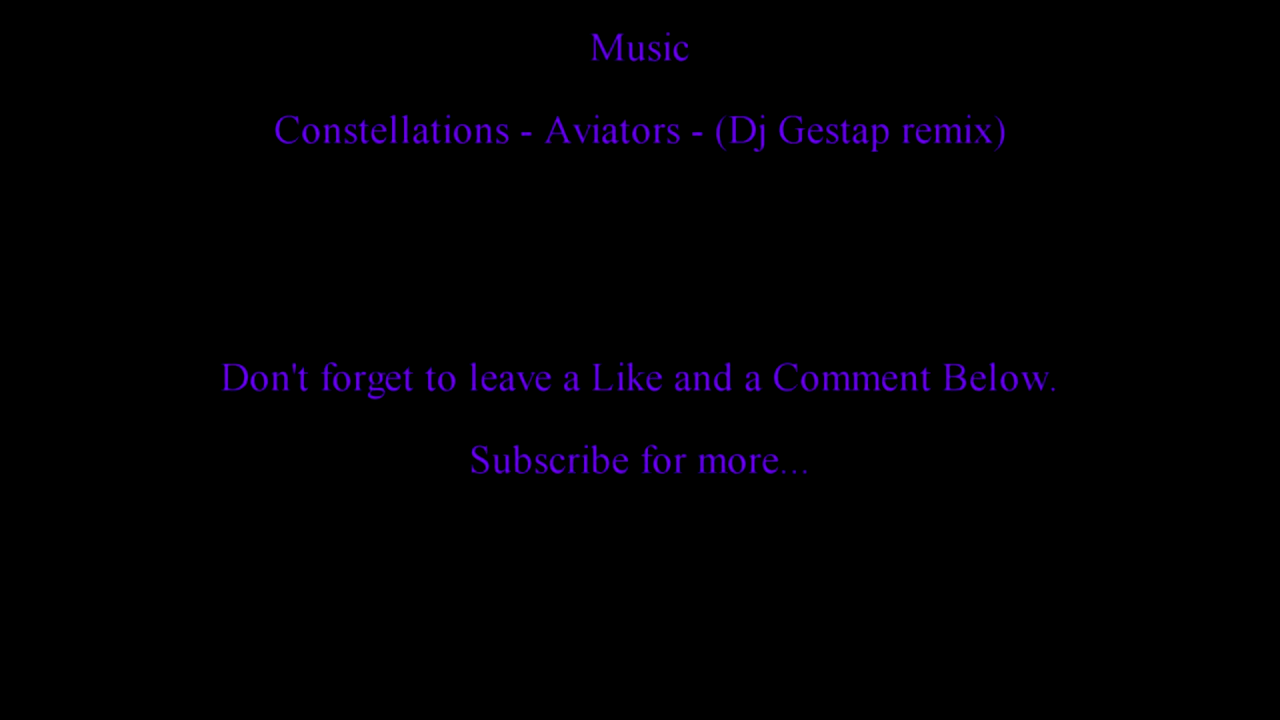 Music
Constellations - Aviators - (Dj Gestap remix)
Don't forget to leave a Like and a Comment Below.
Subscribe for more...